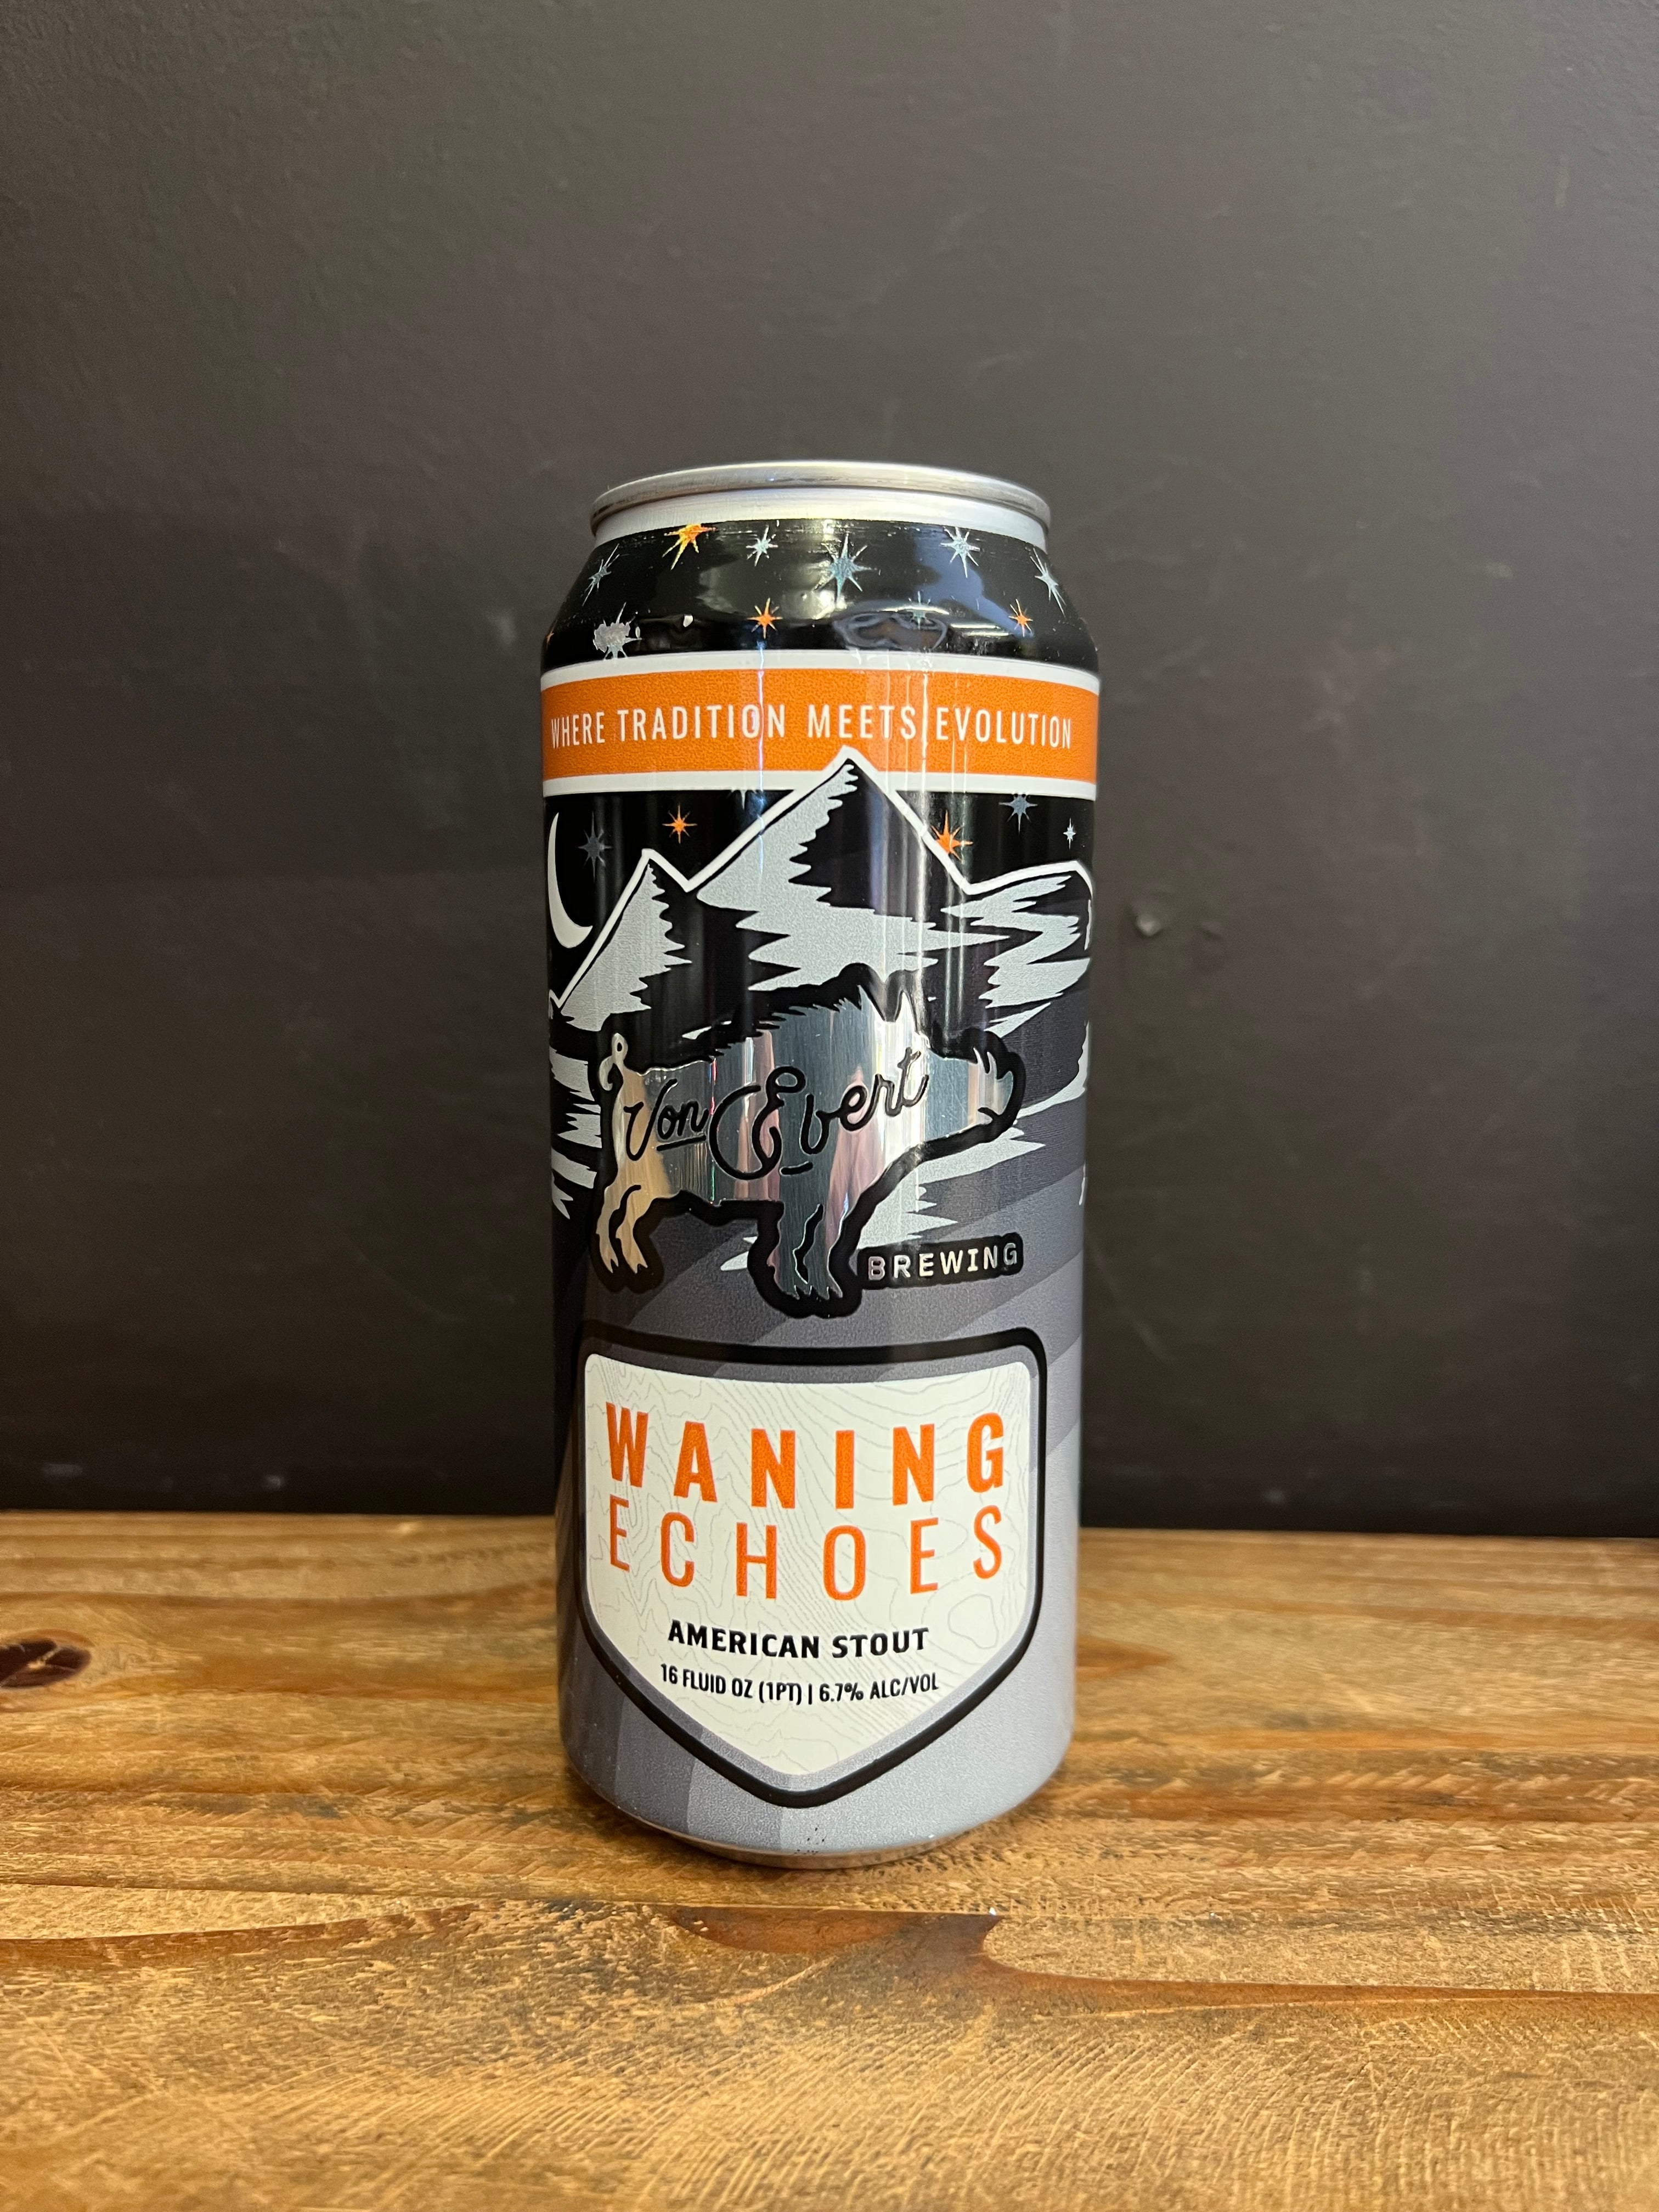 WHERE TRADITION MEETS EVOLUTION
Von Ebert
BREWING
WANING
ECHOES
AMERICAN STOUT
16 FLUID OZ (1PT) | 6.7% ALC/VOL